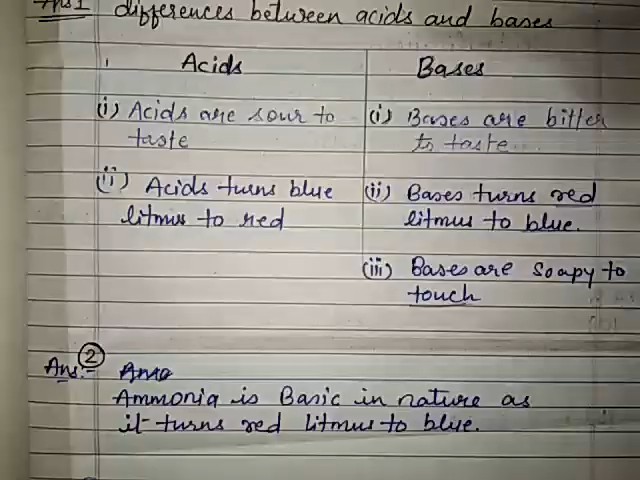 Ans 1 differences between acids and bases
Acids
Bases
(i) Acids are sour to
taste
(i) Bases are bitter
to taste
(ii) Acids turns blue
litmus to red
(ii) Bases turns red
litmus to blue.
(iii) Bases are soapy to
touch
Ans:- ②
Ammonia is Basic in nature as
it turns red litmus to blue.